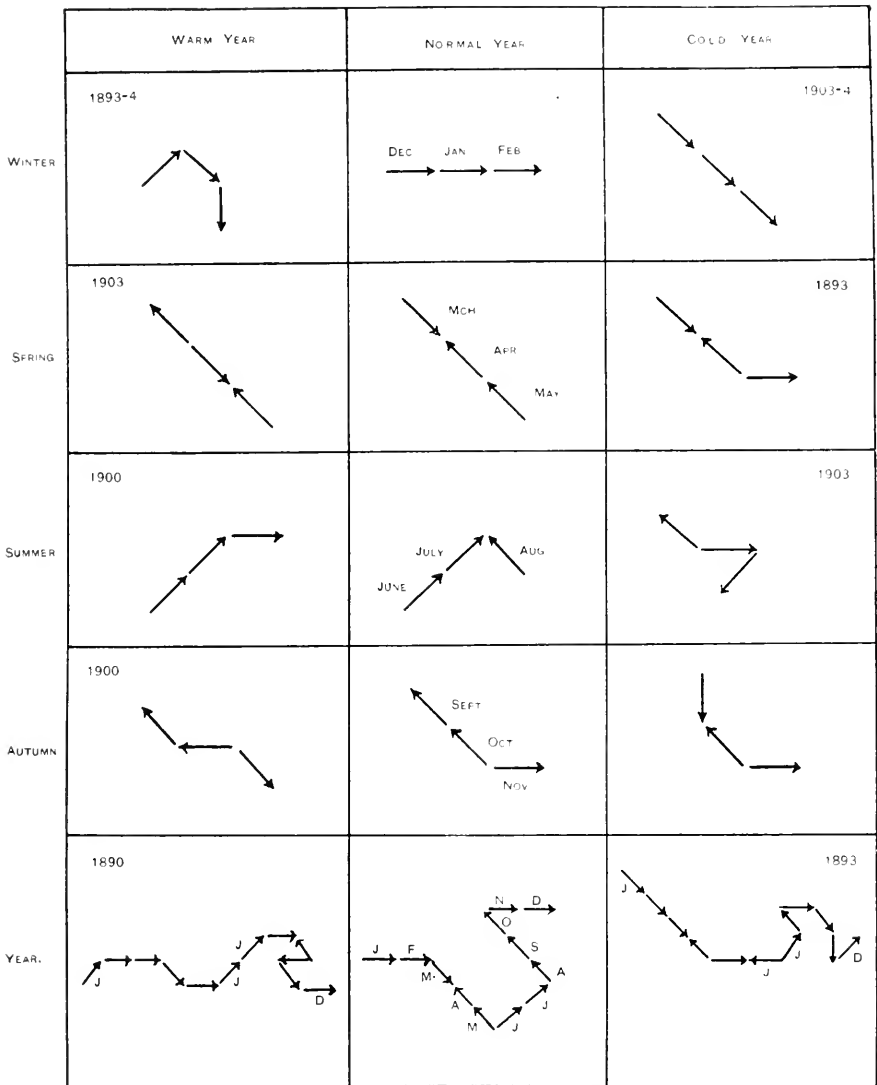 WARM YEAR NORMAL YEAR COLD YEAR
WINTER
1893-4
DEC JAN FEB
1903-4
SPRING
1903
MCH
APR
MAY
1893
SUMMER
1900
JULY AUG
JUNE
1903
AUTUMN
1900
SEPT
OCT
NOV
YEAR.
1890
J
J
J
D
N D
O
J F S
M. A
A J
M J
1893
J
J
J
D